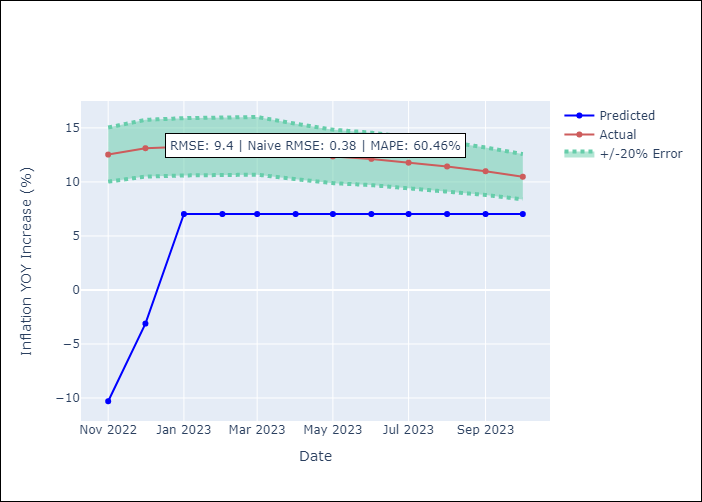 Predicted
Actual
+/-20% Error
RMSE: 9.4 | Naive RMSE: 0.38 | MAPE: 60.46%
Inflation YOY Increase (%)
15
10
5
0
−5
−10
Nov 2022 Jan 2023 Mar 2023 May 2023 Jul 2023 Sep 2023
Date